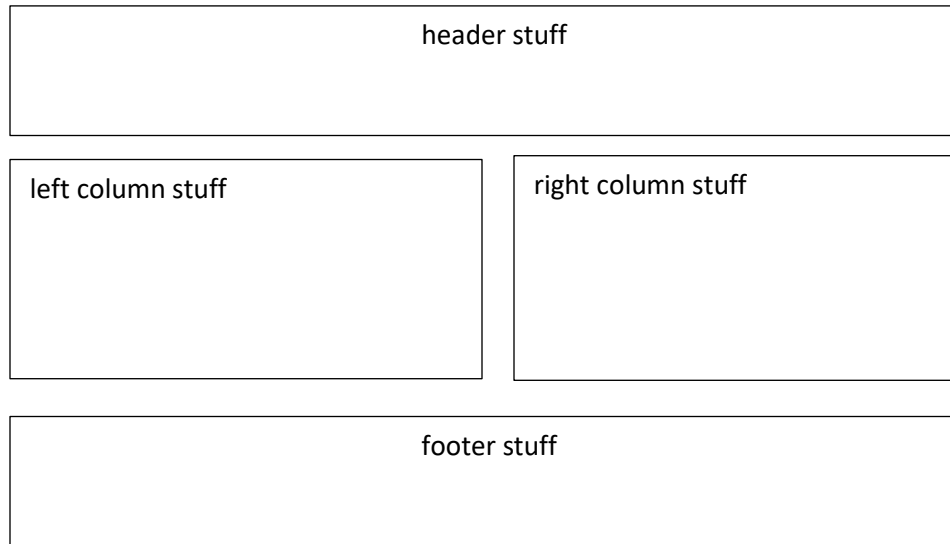 header stuff
left column stuff
right column stuff
footer stuff